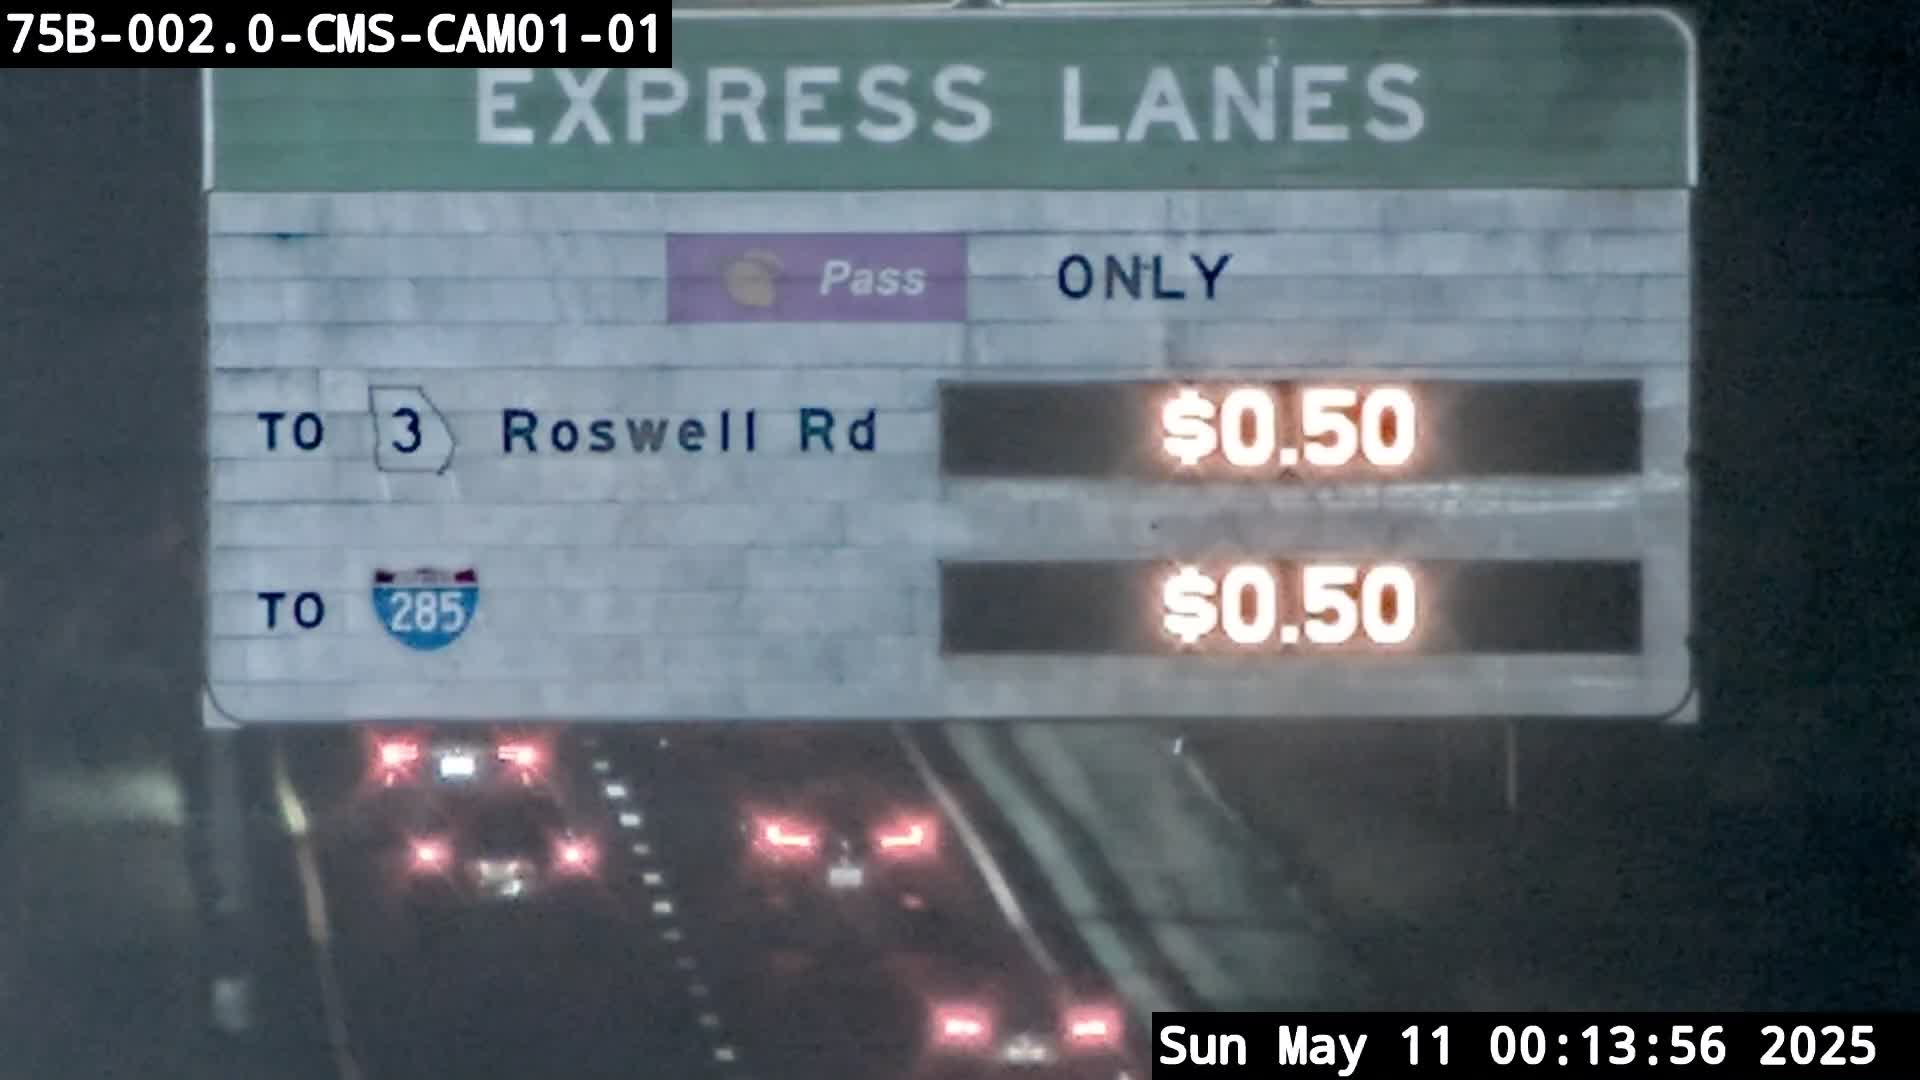 75B-002.0-CMS-CAM01-01
EXPRESS LANES
Pass ONLY
TO 3 Roswell Rd $0.50
TO 285 $0.50
Sun May 11 00:13:56 2025